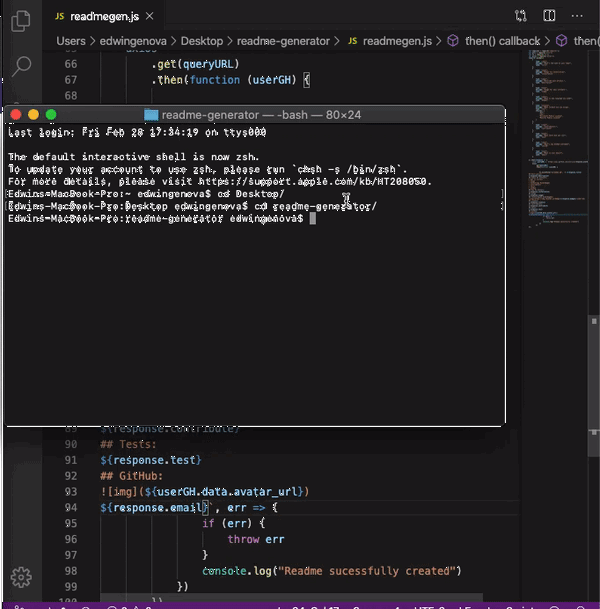 JS readmegen.js ×
Users > edwingenova > Desktop > readme-generator > JS readmegen.js > then() callback > then(
66 .get(queryURL)
67 .then(function (userGH) {
68
readme-generator — -bash — 80×24
Last login: Fri Feb 28 17:34:19 on ttys000
The default interactive shell is now zsh.
To update your account to use zsh, please run `chsh -s /bin/zsh`.
For more details, please visit https://support.apple.com/kb/HT208050.
Edwins-MacBook-Pro:~ edwingenova$ cd Desktop/
Edwins-MacBook-Pro:Desktop edwingenova$ cd readme-generator/
Edwins-MacBook-Pro:readme-generator edwingenova$
89 ${response.contribute}
90 ## Tests:
91 ${response.test}
92 ## GitHub:
93 ![img](${userGH.data.avatar_url})
94 ${response.email}`, err => {
95 if (err) {
96 throw err
97 }
98 console.log("Readme sucessfully created")
99 })
100 })